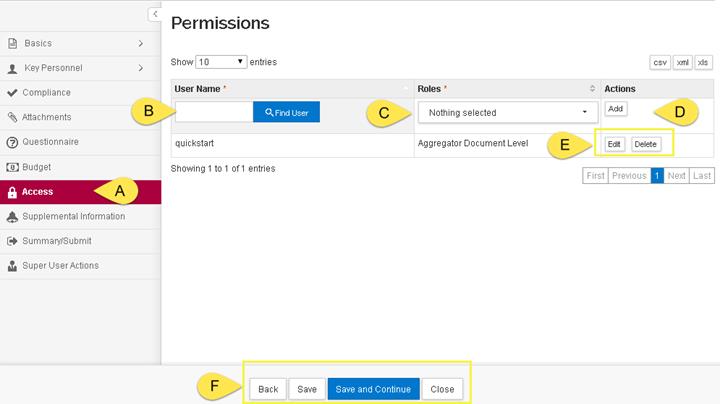 Permissions
Basics
Key Personnel
Compliance
Attachments
Questionnaire
Budget
Access
Supplemental Information
Summary/Submit
Super User Actions
A
Show 10 entries
csv xml xls
User Name * Roles * Actions
B Find User C Nothing selected Add D
quickstart Aggregator Document Level E Edit Delete
Showing 1 to 1 of 1 entries
First Previous 1 Next Last
F Back Save Save and Continue Close